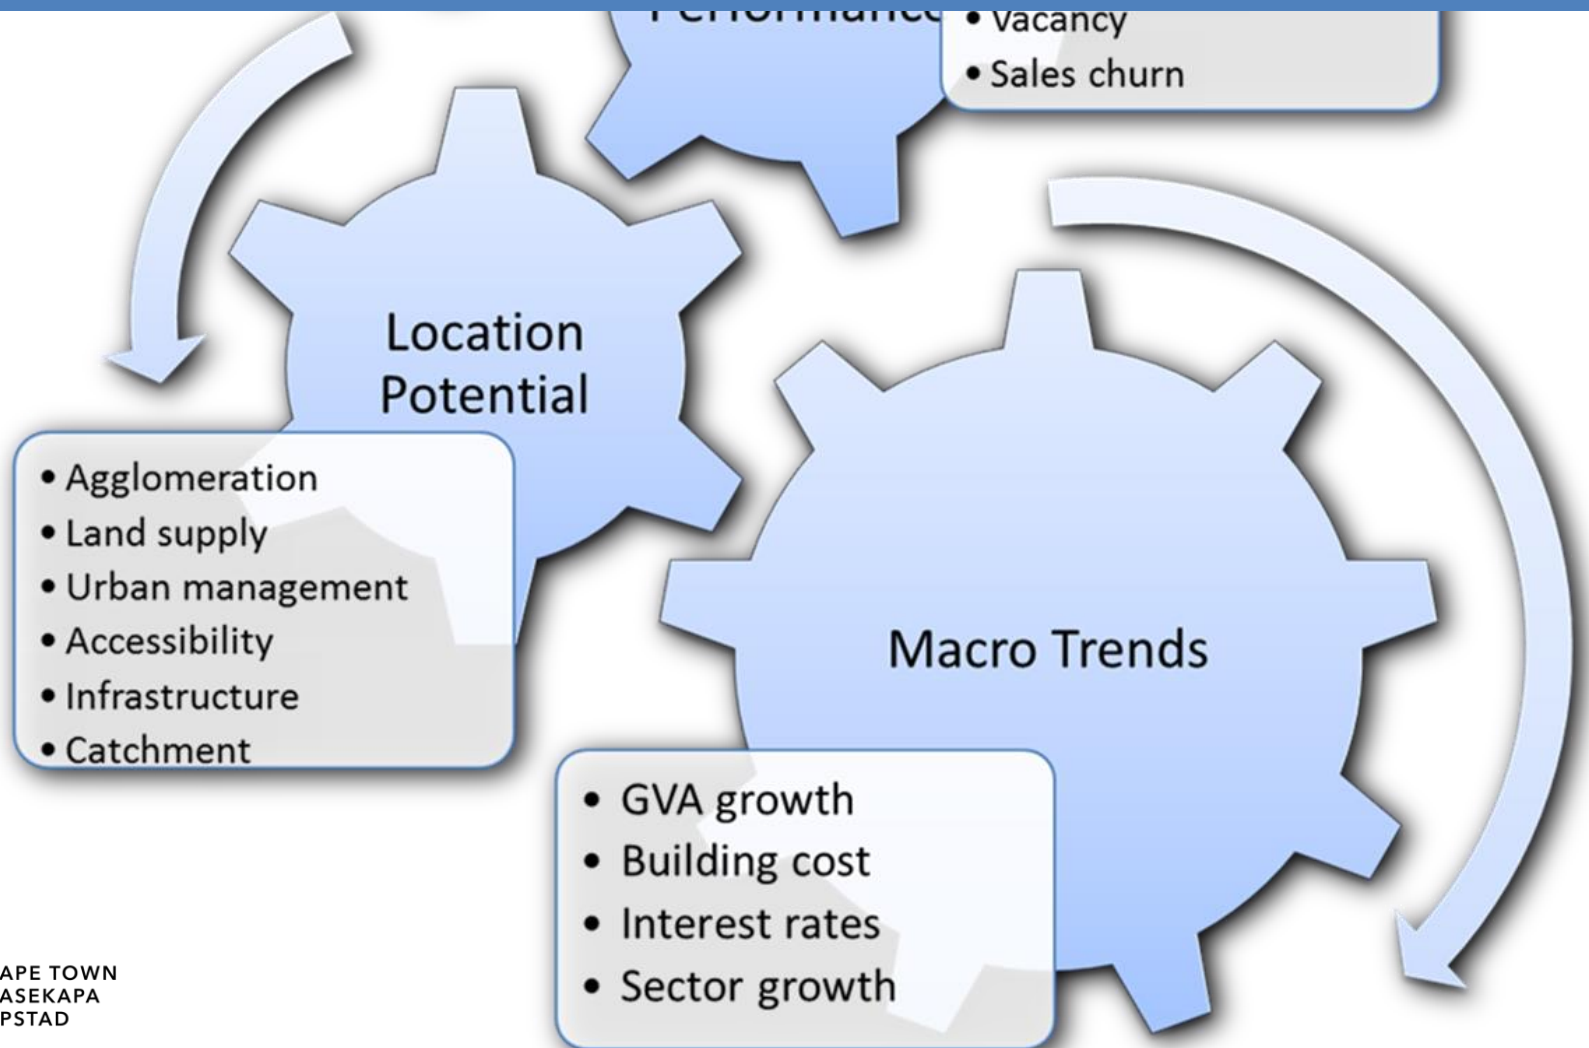 Performance
• Vacancy
• Sales churn
Location
Potential
• Agglomeration
• Land supply
• Urban management
• Accessibility
• Infrastructure
• Catchment
Macro Trends
• GVA growth
• Building cost
• Interest rates
• Sector growth
APE TOWN
ASEKAPA
PSTAD